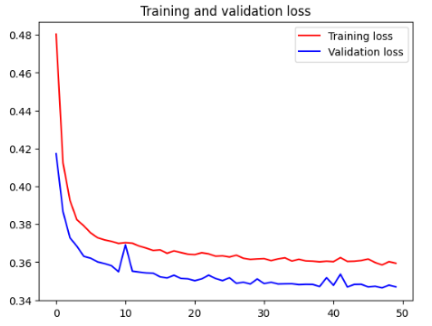 Training and validation loss
Training loss
Validation loss
0.48
0.46
0.44
0.42
0.40
0.38
0.36
0.34
0 10 20 30 40 50